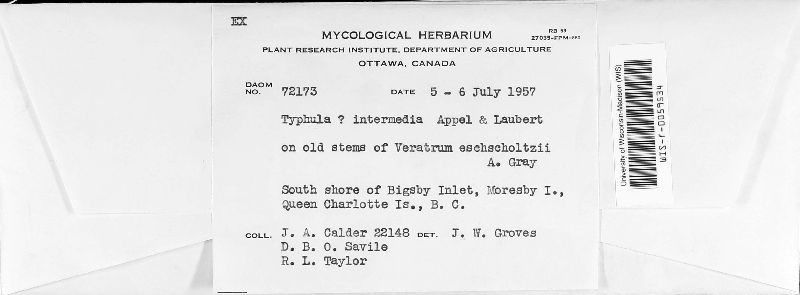 EX
MYCOLOGICAL HERBARIUM
PLANT RESEARCH INSTITUTE, DEPARTMENT OF AGRICULTURE
OTTAWA, CANADA
DAOM NO. 72173 DATE 5 - 6 July 1957
Typhula ? intermedia Appel & Laubert
on old stems of Veratrum eschscholtzii
A. Gray
South shore of Bigsby Inlet, Moresby I.,
Queen Charlotte Is., B. C.
COLL. J. A. Calder 22148 DET. J. W. Groves
D. B. O. Savile
R. L. Taylor
University of Wisconsin-Madison (WIS)